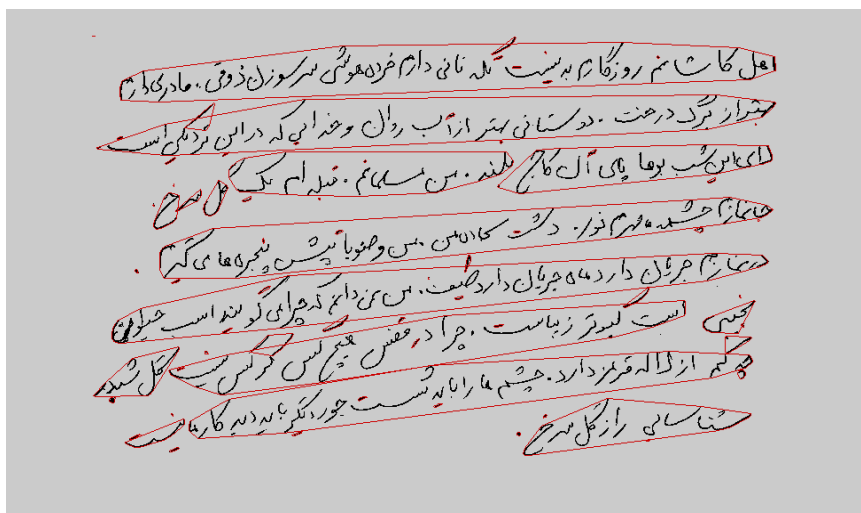 اهل کاشانم روزگارم بد نیست تکه نانی دارم خرده هوشی سر سوزن ذوقی. مادری دارم
بهتر از برگ درخت. دوستانی بهتر از آب روان و خدایی که در این نزدیکی است
لای این شب بوها پای آن کاج بلند. من مسلمانم. قبله ام یک گل سرخ
جانمازم چشمه مهرم نور. دشت سجاده من. من وضو با تپش پنجره های گیرم
در نمازم جریان دارد ماه جریان دارد طیف. من نمی دانم که چرا می گویند اسب حیوان
نجیبی است کبوتر زیباست. چرا در قفس هیچ کسی کرکس نیست گل شبدر
چه کم از لاله قرمز دارد. چشم ها را باید شست جور دیگر باید دید کار ما نیست
شناسایی راز گل سرخ.